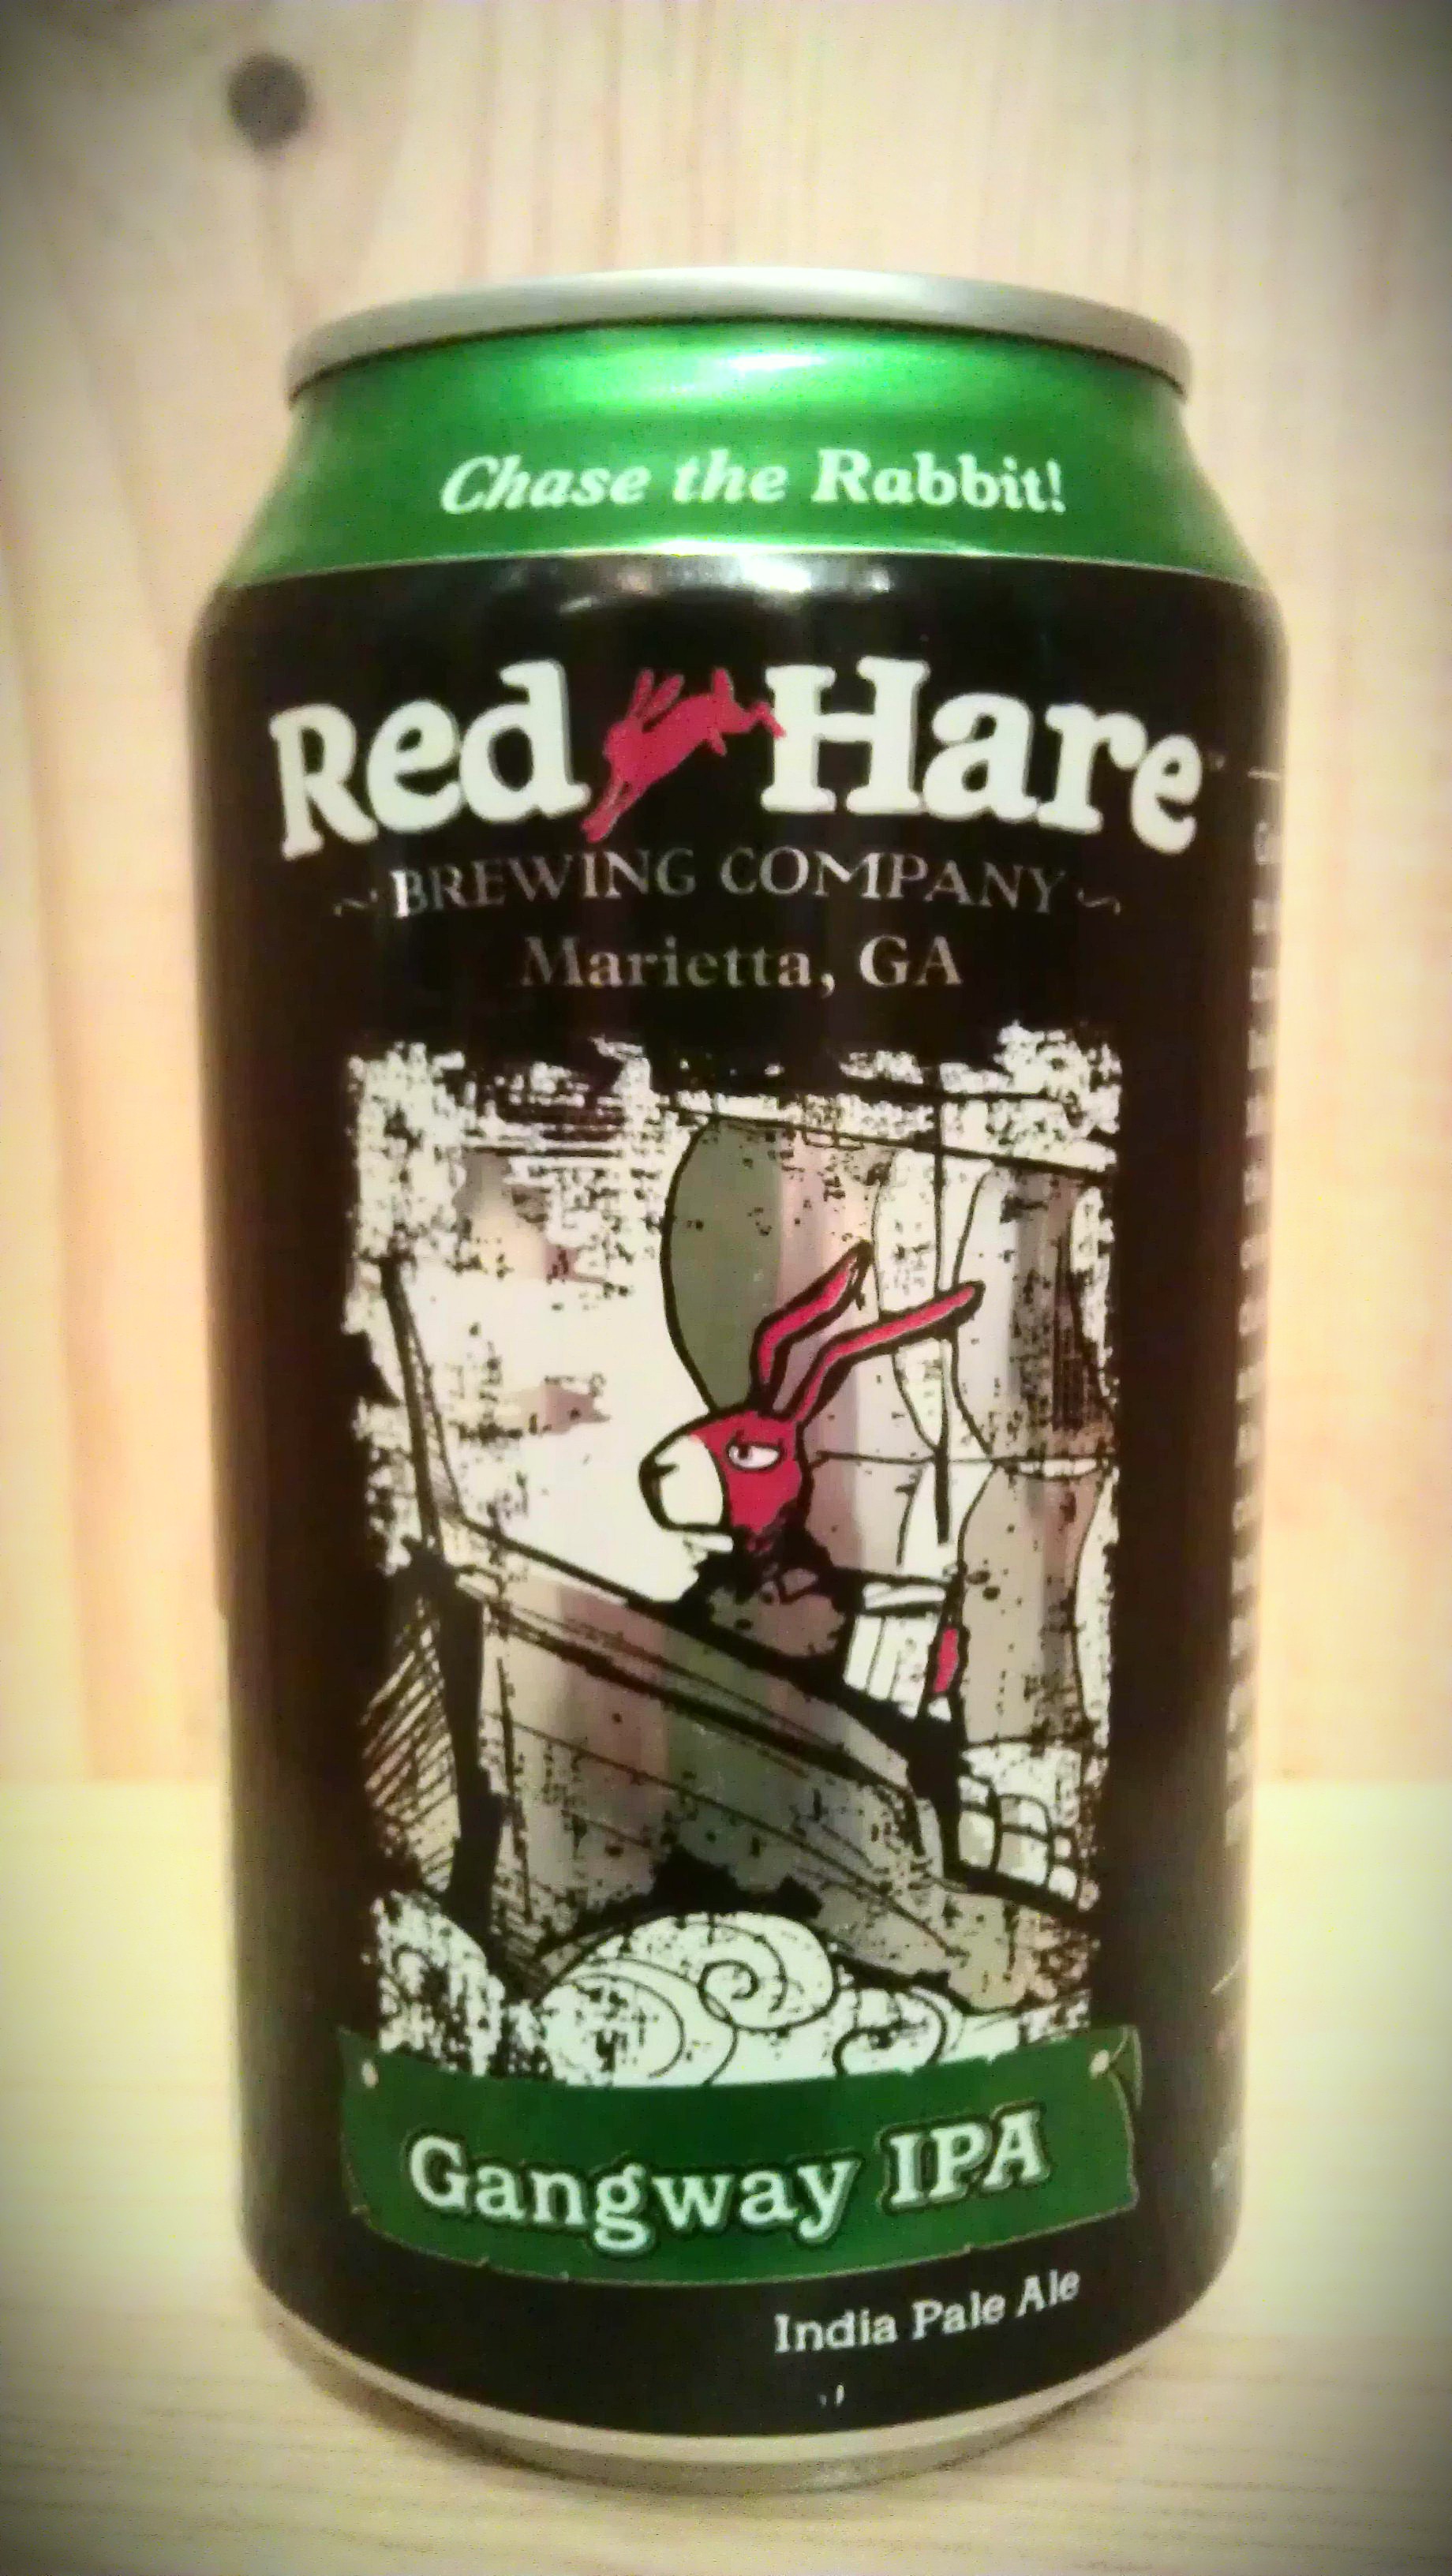 Chase the Rabbit!
Red Hare
~BREWING COMPANY~
Marietta, GA
Gangway IPA
India Pale Ale